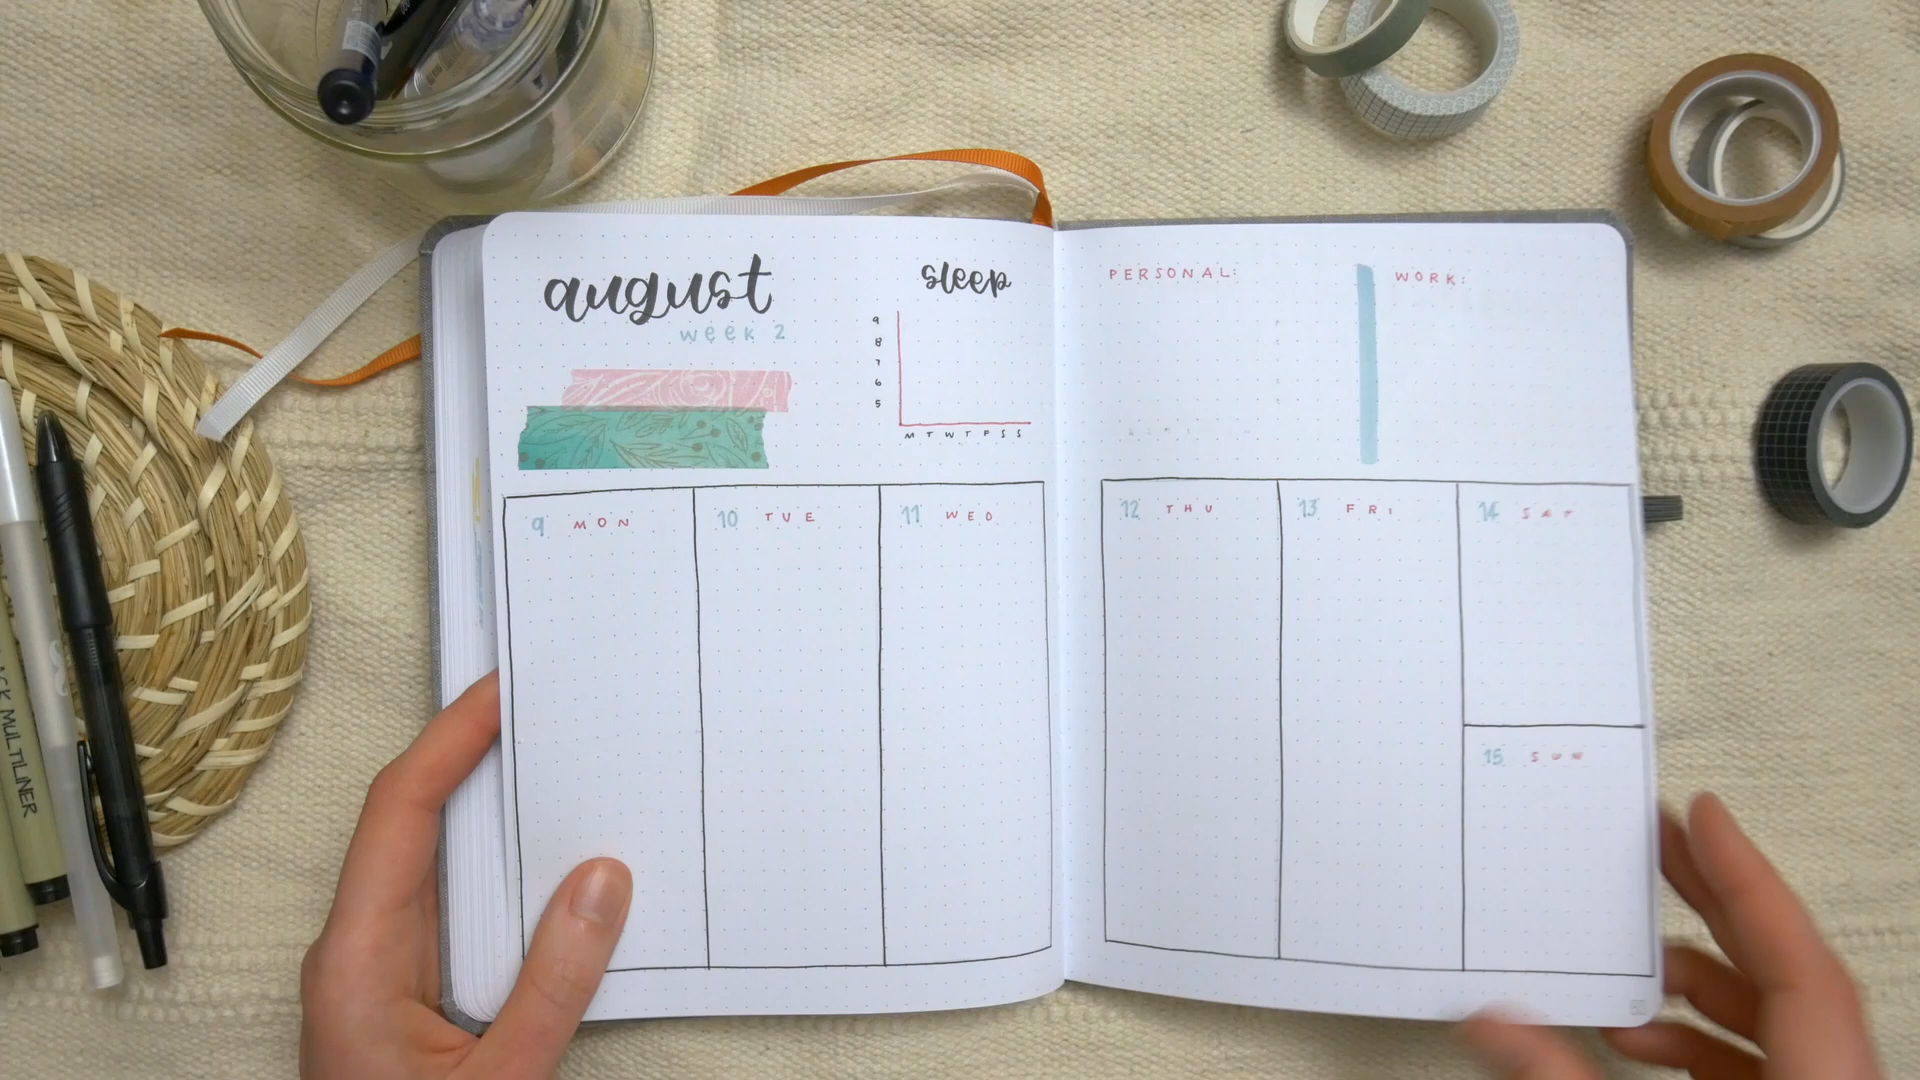 august
week 2
sleep
9
8
7
6
5
M T W T F S S
PERSONAL:
WORK:
9 MON
10 TUE
11 WED
12 THU
13 FRI
14 SAT
15 SUN
MULTILINER